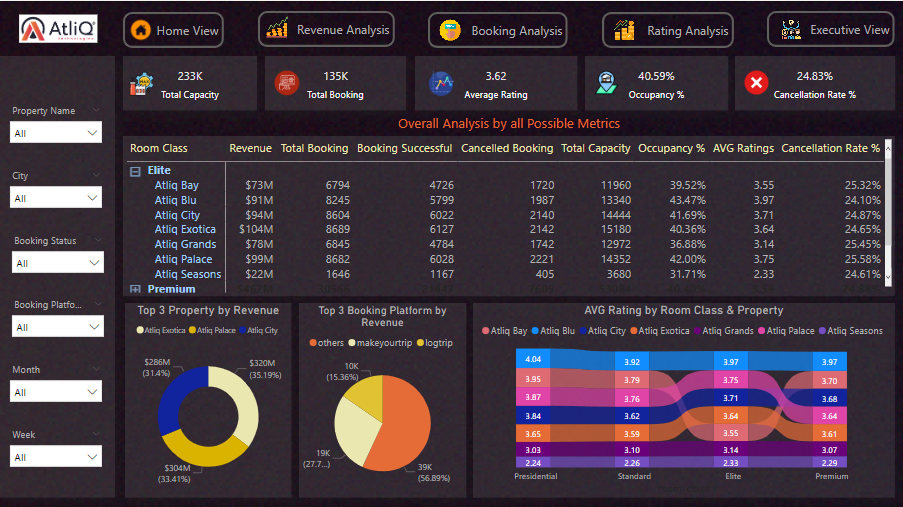 AtliQ
technologies
Home View
Revenue Analysis
Booking Analysis
Rating Analysis
Executive View
233K
Total Capacity
135K
Total Booking
3.62
Average Rating
40.59%
Occupancy %
24.83%
Cancellation Rate %
Property Name
All
City
All
Booking Status
All
Booking Platfo...
All
Month
All
Week
All
Overall Analysis by all Possible Metrics
Room Class Revenue Total Booking Booking Successful Cancelled Booking Total Capacity Occupancy % AVG Ratings Cancellation Rate %
Elite
Atliq Bay $73M 6794 4726 1720 11960 39.52% 3.55 25.32%
Atliq Blu $91M 8245 5799 1987 13340 43.47% 3.97 24.10%
Atliq City $94M 8604 6022 2140 14444 41.69% 3.71 24.87%
Atliq Exotica $104M 8689 6127 2142 15180 40.36% 3.64 24.65%
Atliq Grands $78M 6845 4784 1742 12972 36.88% 3.14 25.45%
Atliq Palace $99M 8682 6028 2221 14352 42.00% 3.75 25.58%
Atliq Seasons $22M 1646 1167 405 3680 31.71% 2.33 24.61%
Premium
Top 3 Property by Revenue
Atliq Exotica Atliq Palace Atliq City
$286M
(31.4%)
$320M
(35.19%)
$304M
(33.41%)
Top 3 Booking Platform by
Revenue
others makeyourtrip logtrip
10K
(15.36%)
19K
(27.7...)
39K
(56.89%)
AVG Rating by Room Class & Property
Atliq Bay Atliq Blu Atliq City Atliq Exotica Atliq Grands Atliq Palace Atliq Seasons
4.04 3.92 3.97 3.97
3.95 3.79 3.75 3.70
3.87 3.76 3.71 3.68
3.84 3.62 3.64 3.64
3.65 3.59 3.55 3.61
3.03 3.10 3.14 3.07
2.24 2.26 2.33 2.29
Presidential Standard Elite Premium